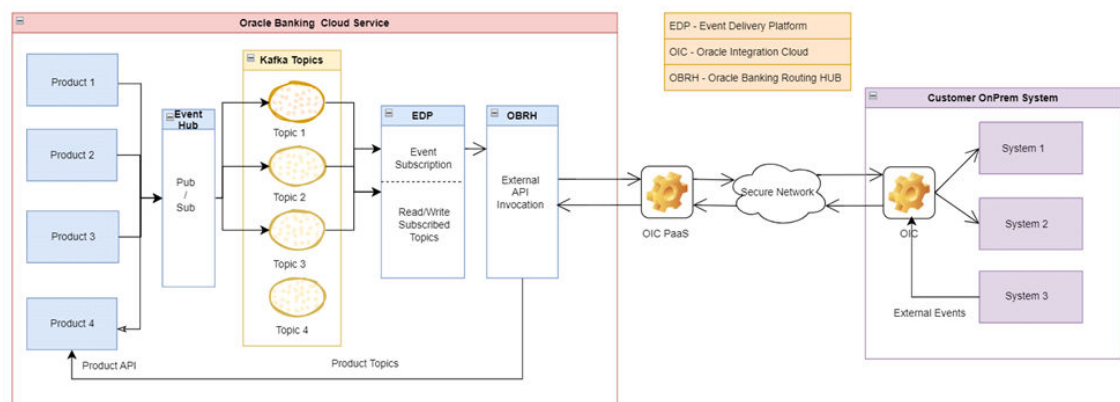 Oracle Banking Cloud Service
EDP - Event Delivery Platform
OIC - Oracle Integration Cloud
OBRH - Oracle Banking Routing HUB
Product 1
Product 2
Product 3
Product 4
Event
Hub
Pub
/
Sub
Kafka Topics
Topic 1
Topic 2
Topic 3
Topic 4
EDP
Event
Subscription
Read/Write
Subscribed
Topics
OBRH
External
API
Invocation
Product API
Product Topics
OIC PaaS
Secure Network
Customer OnPrem System
OIC
System 1
System 2
System 3
External Events